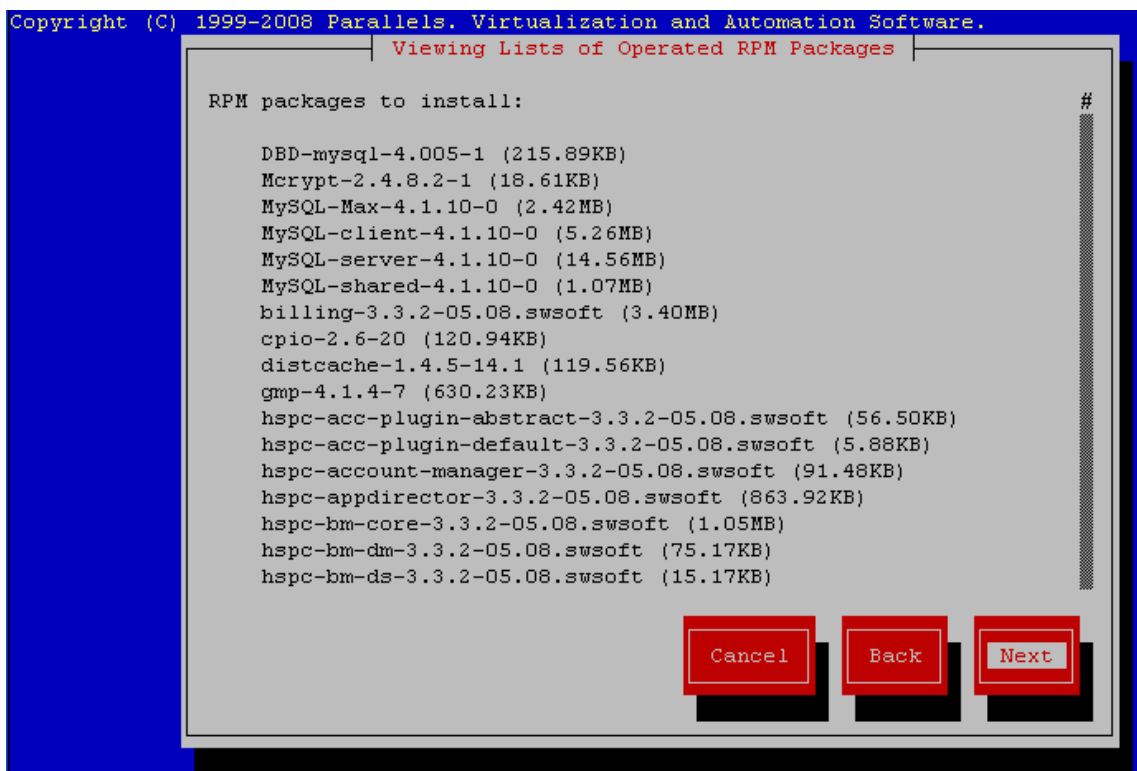 Copyright (C) 1999-2008 Parallels. Virtualization and Automation Software.
Viewing Lists of Operated RPM Packages
RPM packages to install:
#
DBD-mysql-4.005-1 (215.89KB)
Mcrypt-2.4.8.2-1 (18.61KB)
MySQL-Max-4.1.10-0 (2.42MB)
MySQL-client-4.1.10-0 (5.26MB)
MySQL-server-4.1.10-0 (14.56MB)
MySQL-shared-4.1.10-0 (1.07MB)
billing-3.3.2-05.08.swsoft (3.40MB)
cpio-2.6-20 (120.94KB)
distcache-1.4.5-14.1 (119.56KB)
gmp-4.1.4-7 (630.23KB)
hspc-acc-plugin-abstract-3.3.2-05.08.swsoft (56.50KB)
hspc-acc-plugin-default-3.3.2-05.08.swsoft (5.88KB)
hspc-account-manager-3.3.2-05.08.swsoft (91.48KB)
hspc-appdirector-3.3.2-05.08.swsoft (863.92KB)
hspc-bm-core-3.3.2-05.08.swsoft (1.05MB)
hspc-bm-dm-3.3.2-05.08.swsoft (75.17KB)
hspc-bm-ds-3.3.2-05.08.swsoft (15.17KB)
Cancel Back Next